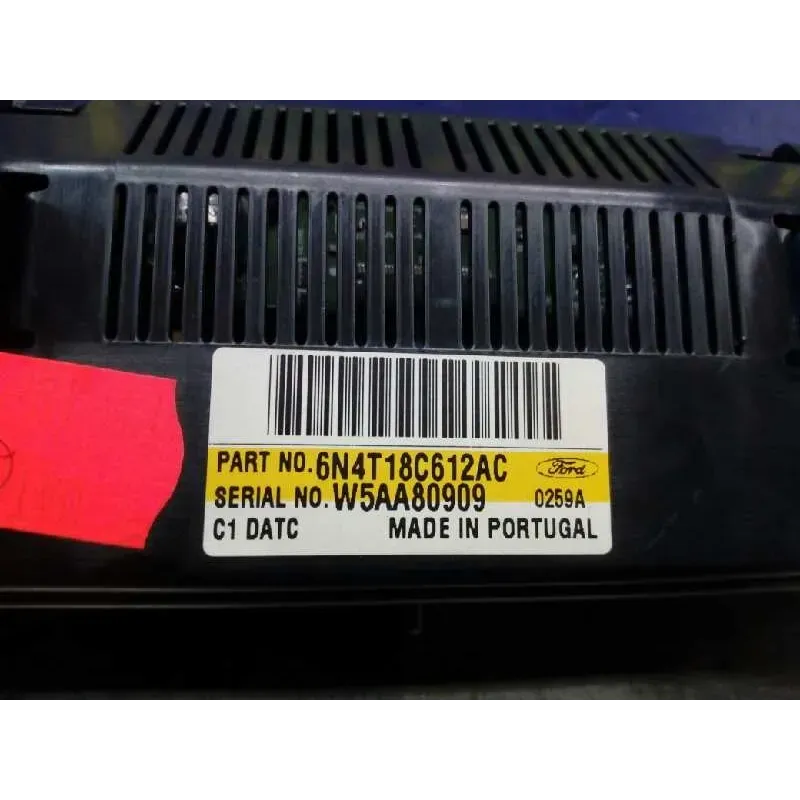 PART NO. 6N4T18C612AC Ford
SERIAL NO. W5AA80909 0259A
C1 DATC MADE IN PORTUGAL